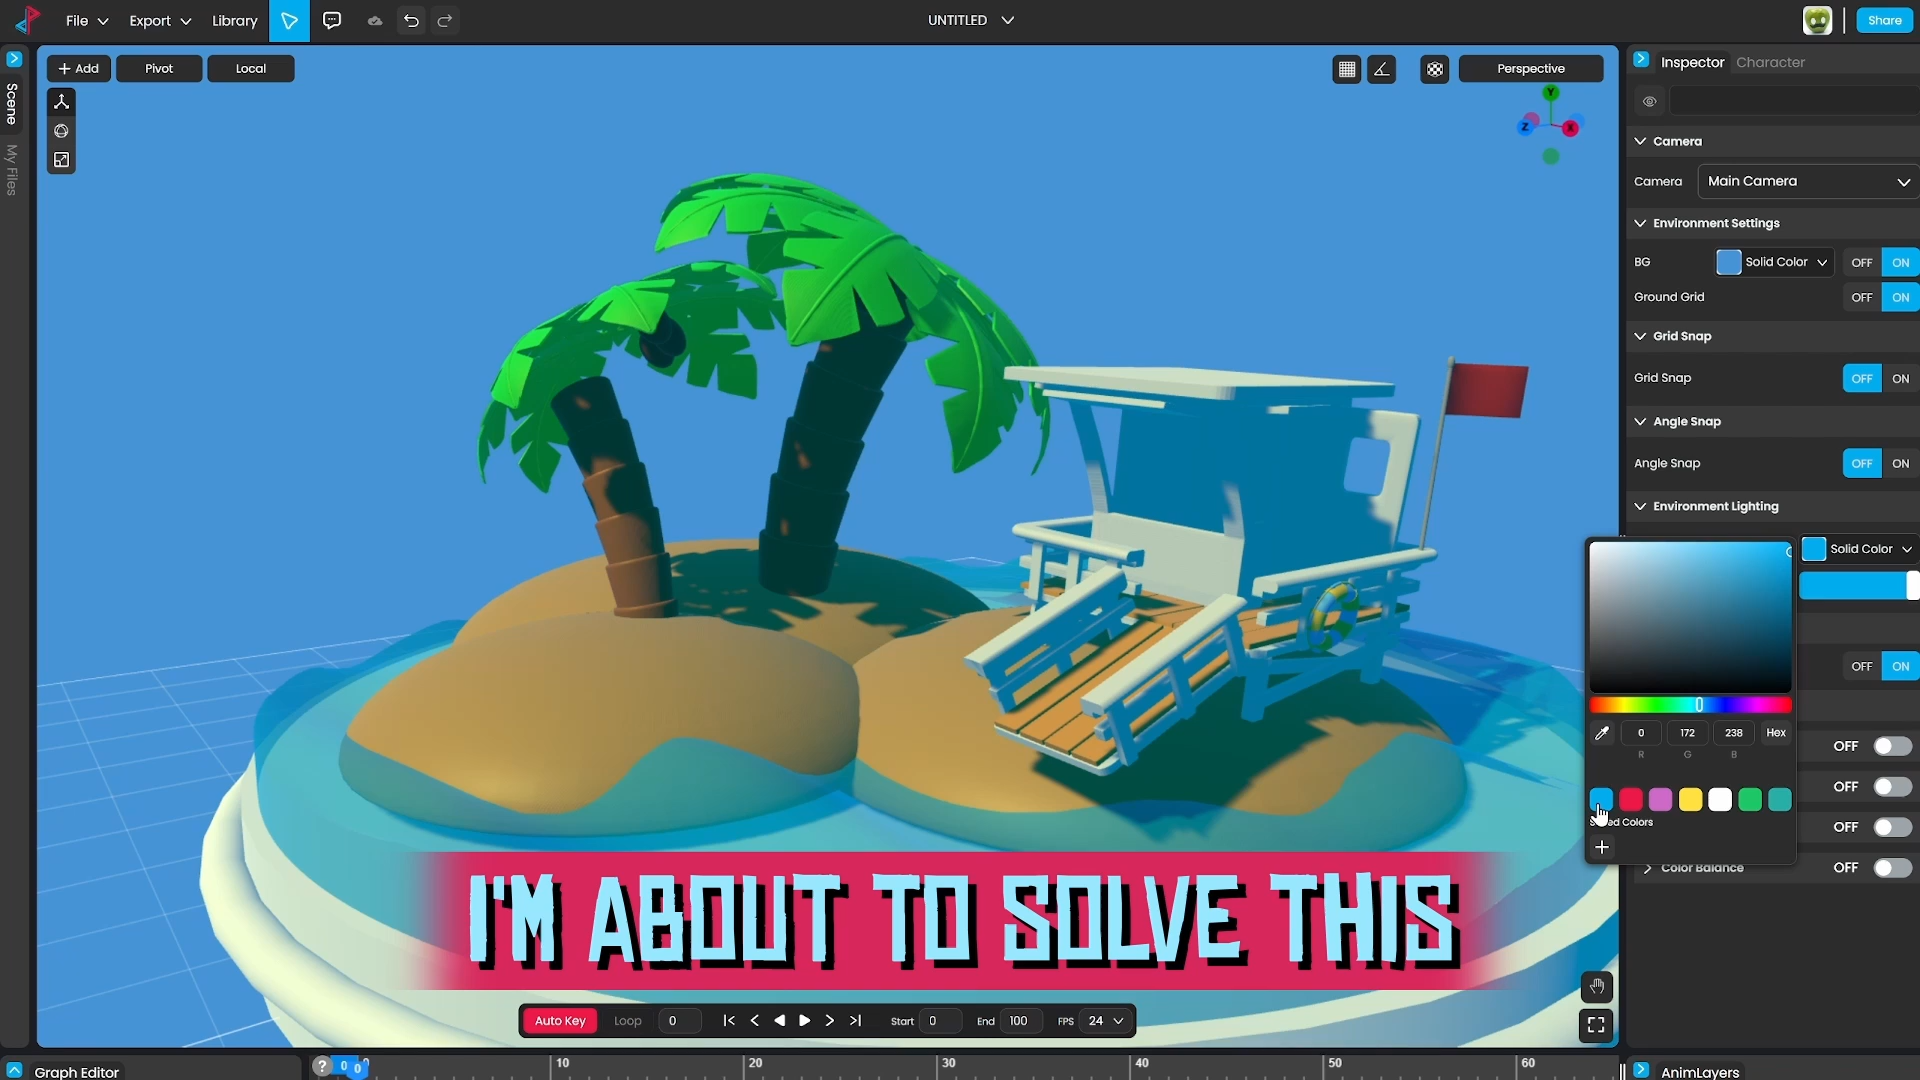 File
Export
Library
UNTITLED
Share
Scene
My Files
+ Add
Pivot
Local
Perspective
Y
Z
X
Inspector
Character
Camera
Camera
Main Camera
Environment Settings
BG
Solid Color
OFF
ON
Ground Grid
OFF
ON
Grid Snap
Grid Snap
OFF
ON
Angle Snap
Angle Snap
OFF
ON
Environment Lighting
Solid Color
OFF
ON
0
172
238
Hex
R
G
B
OFF
OFF
OFF
Colors
Color Balance
OFF
I'M ABOUT TO SOLVE THIS
Auto Key
Loop
0
Start
0
End
100
FPS
24
Graph Editor
?
0
0
0
10
20
30
40
50
60
AnimLayers